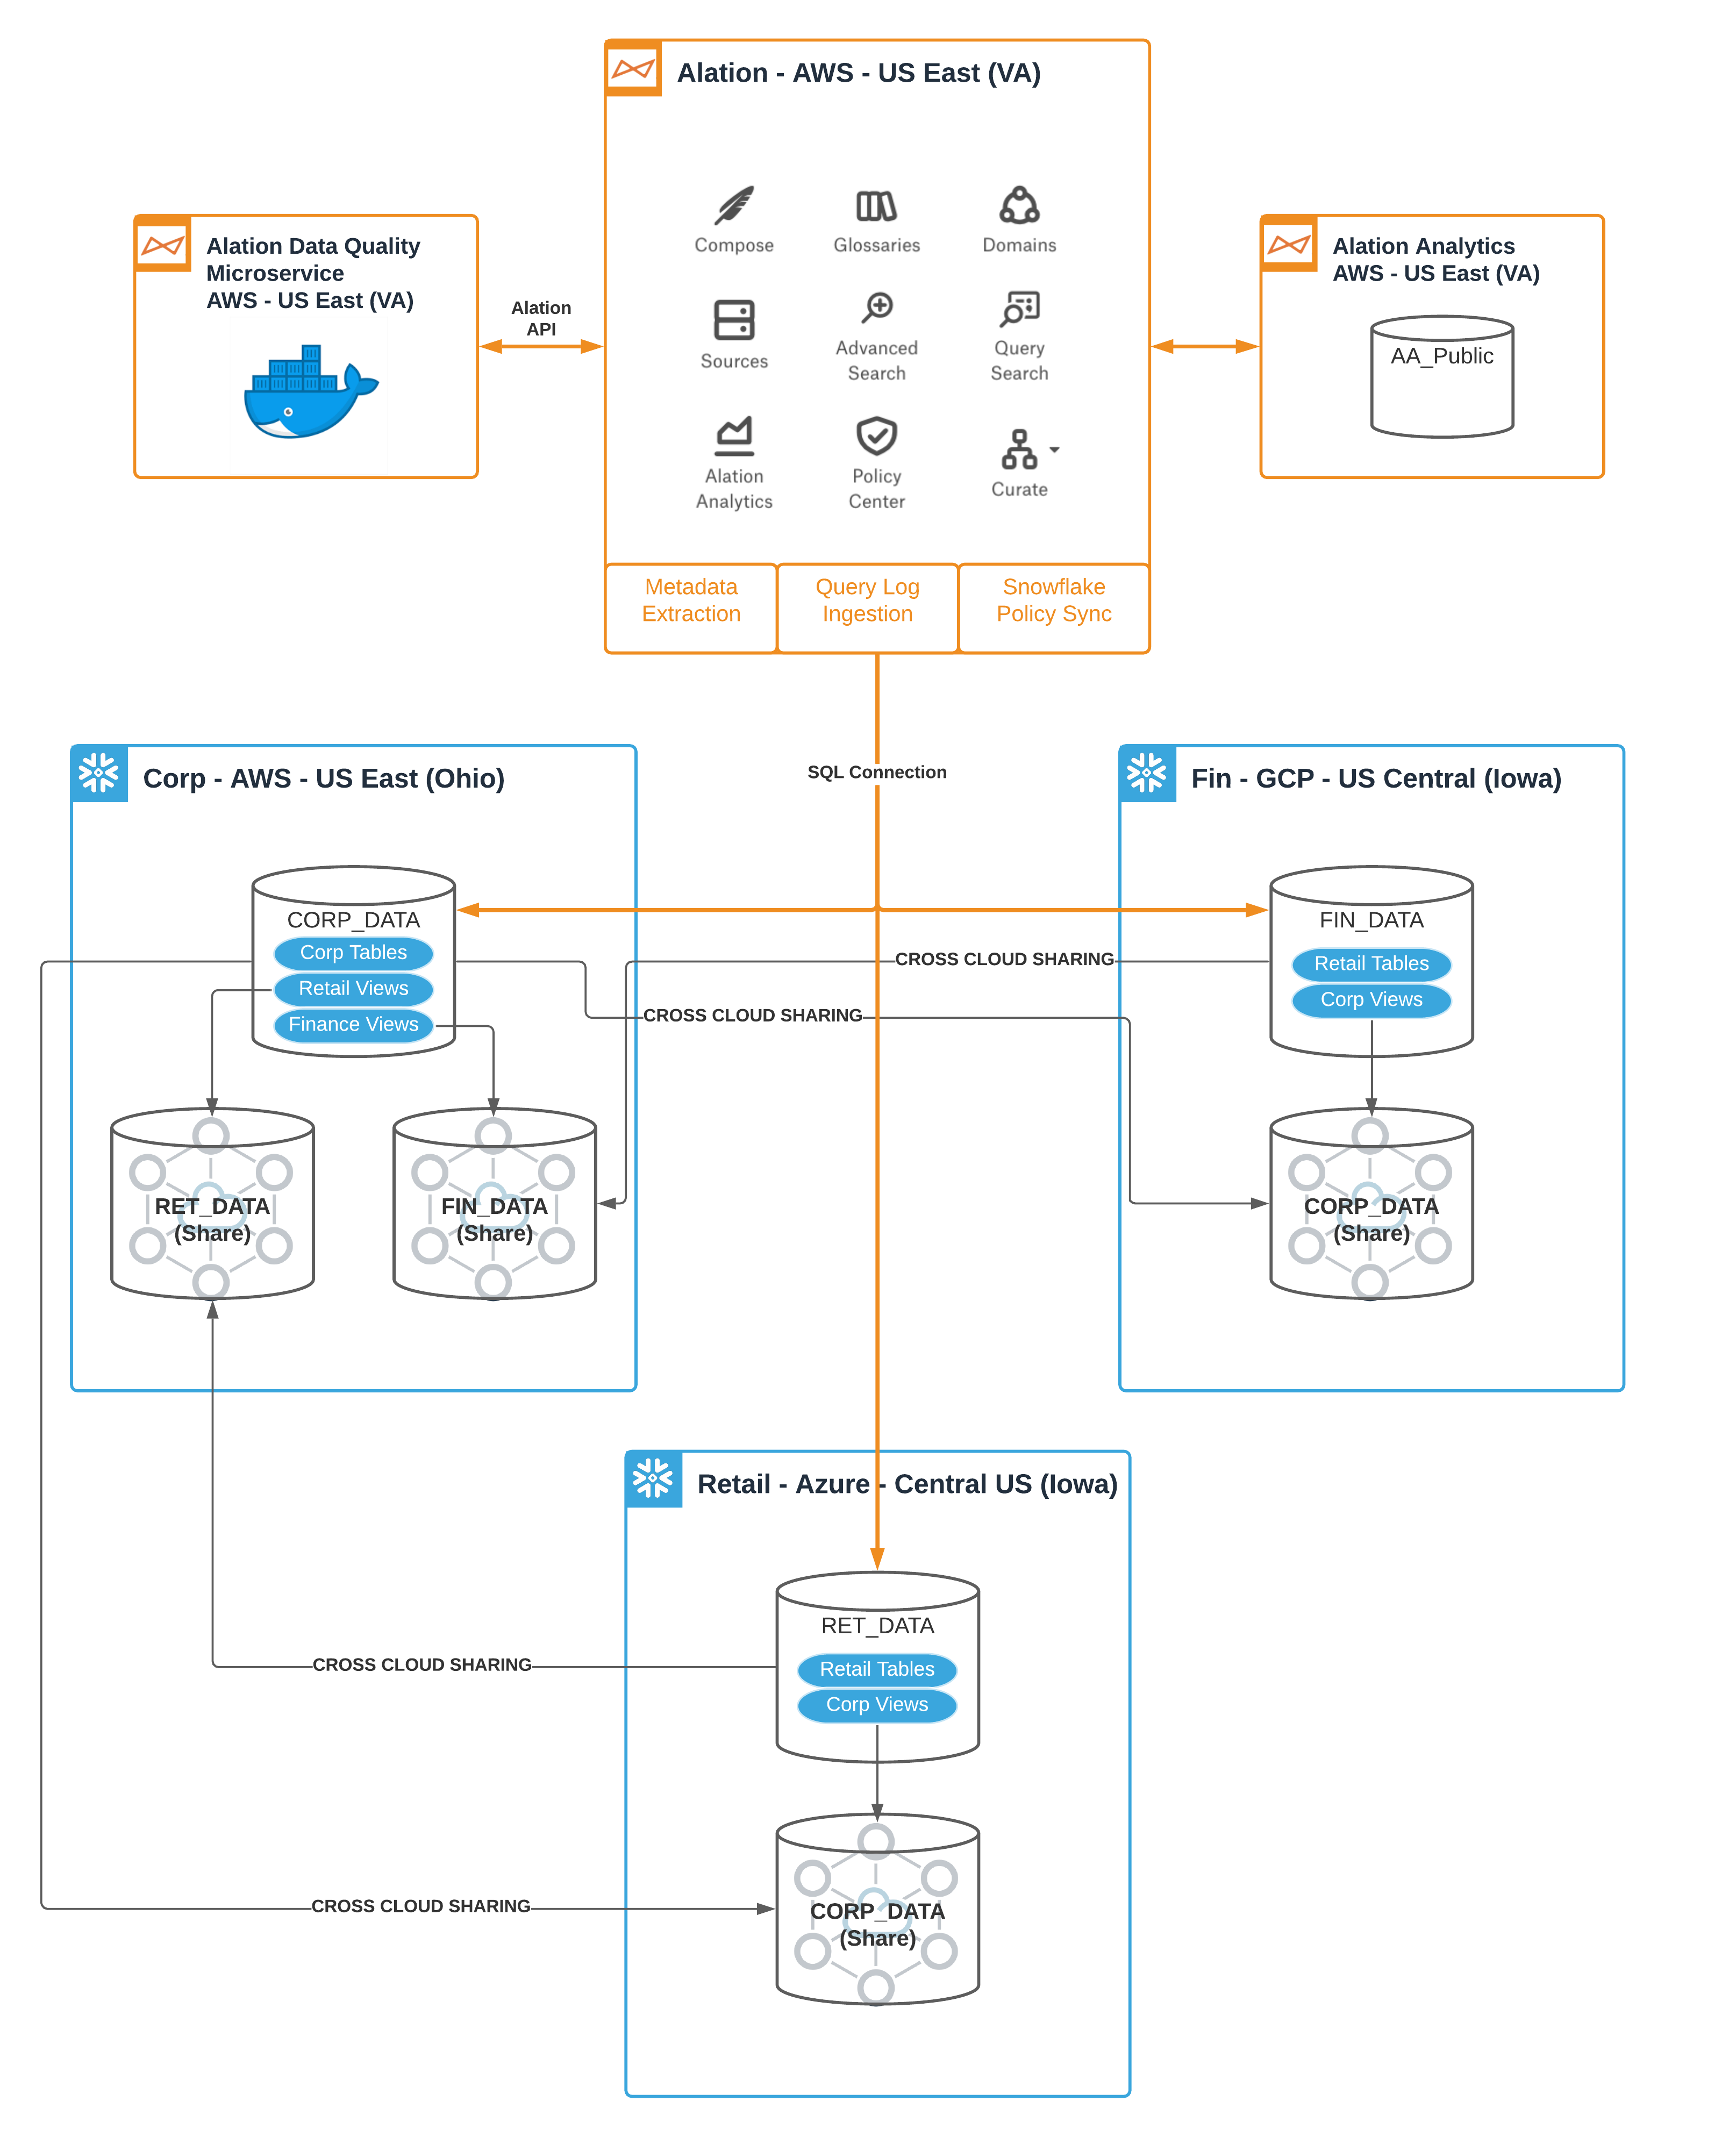 Alation - AWS - US East (VA)
Compose
Glossaries
Domains
Sources
Advanced
Search
Query
Search
Alation
Analytics
Policy
Center
Curate
Metadata
Extraction
Query Log
Ingestion
Snowflake
Policy Sync
Alation Data Quality
Microservice
AWS - US East (VA)
Alation
API
Alation Analytics
AWS - US East (VA)
AA_Public
SQL Connection
Corp - AWS - US East (Ohio)
CORP_DATA
Corp Tables
Retail Views
Finance Views
RET_DATA
(Share)
FIN_DATA
(Share)
CROSS CLOUD SHARING
CROSS CLOUD SHARING
Fin - GCP - US Central (Iowa)
FIN_DATA
Retail Tables
Corp Views
CORP_DATA
(Share)
Retail - Azure - Central US (Iowa)
RET_DATA
Retail Tables
Corp Views
CROSS CLOUD SHARING
CORP_DATA
(Share)
CROSS CLOUD SHARING